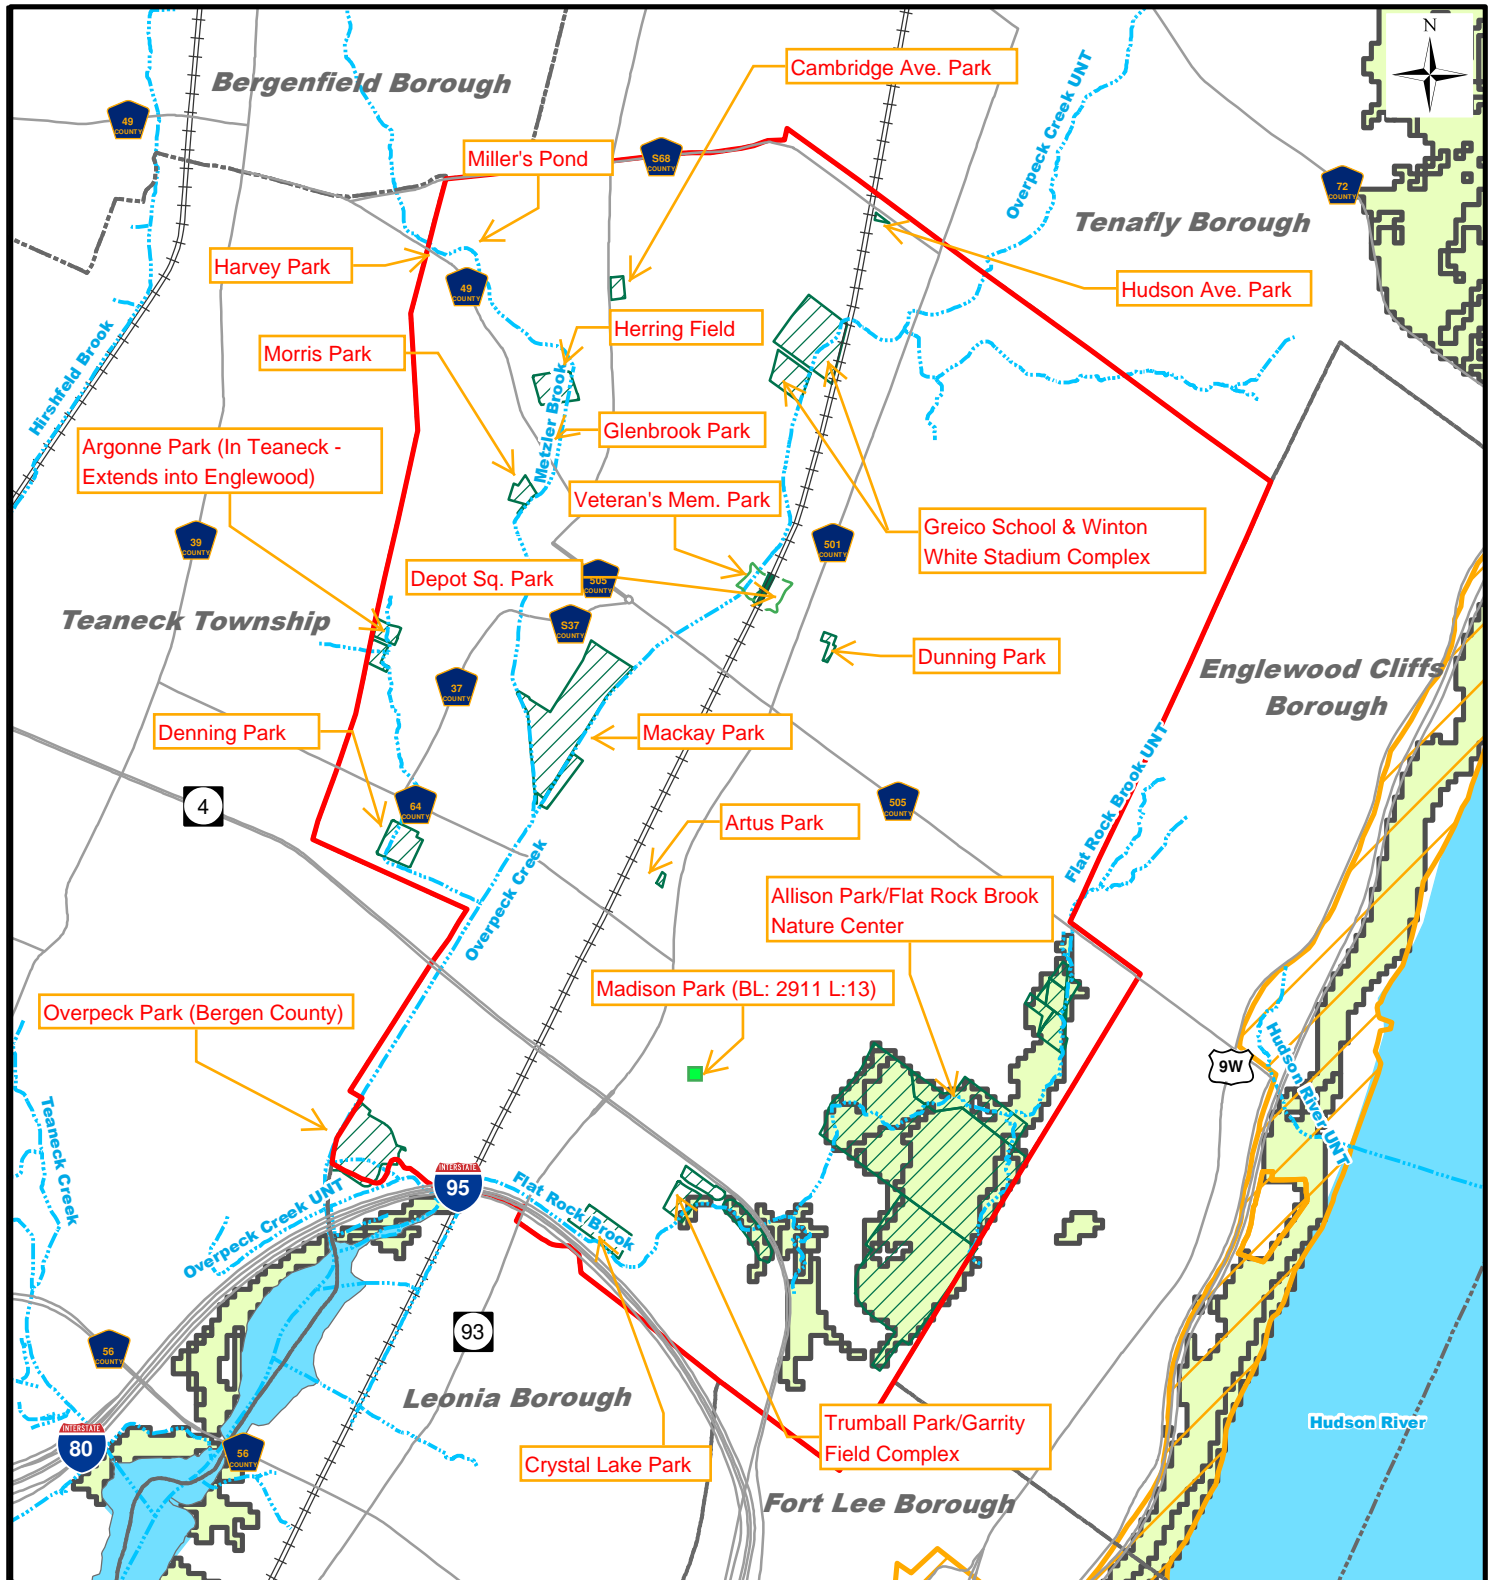 N
Bergenfield Borough
Cambridge Ave. Park
49
COUNTY
Miller's Pond
S68
COUNTY
Overpeck Creek UNT
72
COUNTY
Tenafly Borough
Harvey Park
49
COUNTY
Hudson Ave. Park
Herring Field
Morris Park
Hirshfeld Brook
Metzler Brook
Glenbrook Park
Argonne Park (In Teaneck -
Extends into Englewood)
Veteran's Mem. Park
Greico School & Winton
White Stadium Complex
39
COUNTY
501
COUNTY
Depot Sq. Park
505
COUNTY
S37
COUNTY
Teaneck Township
Dunning Park
Englewood Cliffs
Borough
37
COUNTY
Denning Park
Mackay Park
Flat Rock Brook UNT
4
64
COUNTY
505
COUNTY
Artus Park
Overpeck Creek
Allison Park/Flat Rock Brook
Nature Center
Madison Park (BL: 2911 L:13)
Overpeck Park (Bergen County)
9W
Hudson River UNT
Teaneck Creek
INTERSTATE
95
Overpeck Creek UNT
Flat Rock Brook
93
56
COUNTY
Leonia Borough
INTERSTATE
80
56
COUNTY
Trumball Park/Garrity
Field Complex
Crystal Lake Park
Hudson River
Fort Lee Borough